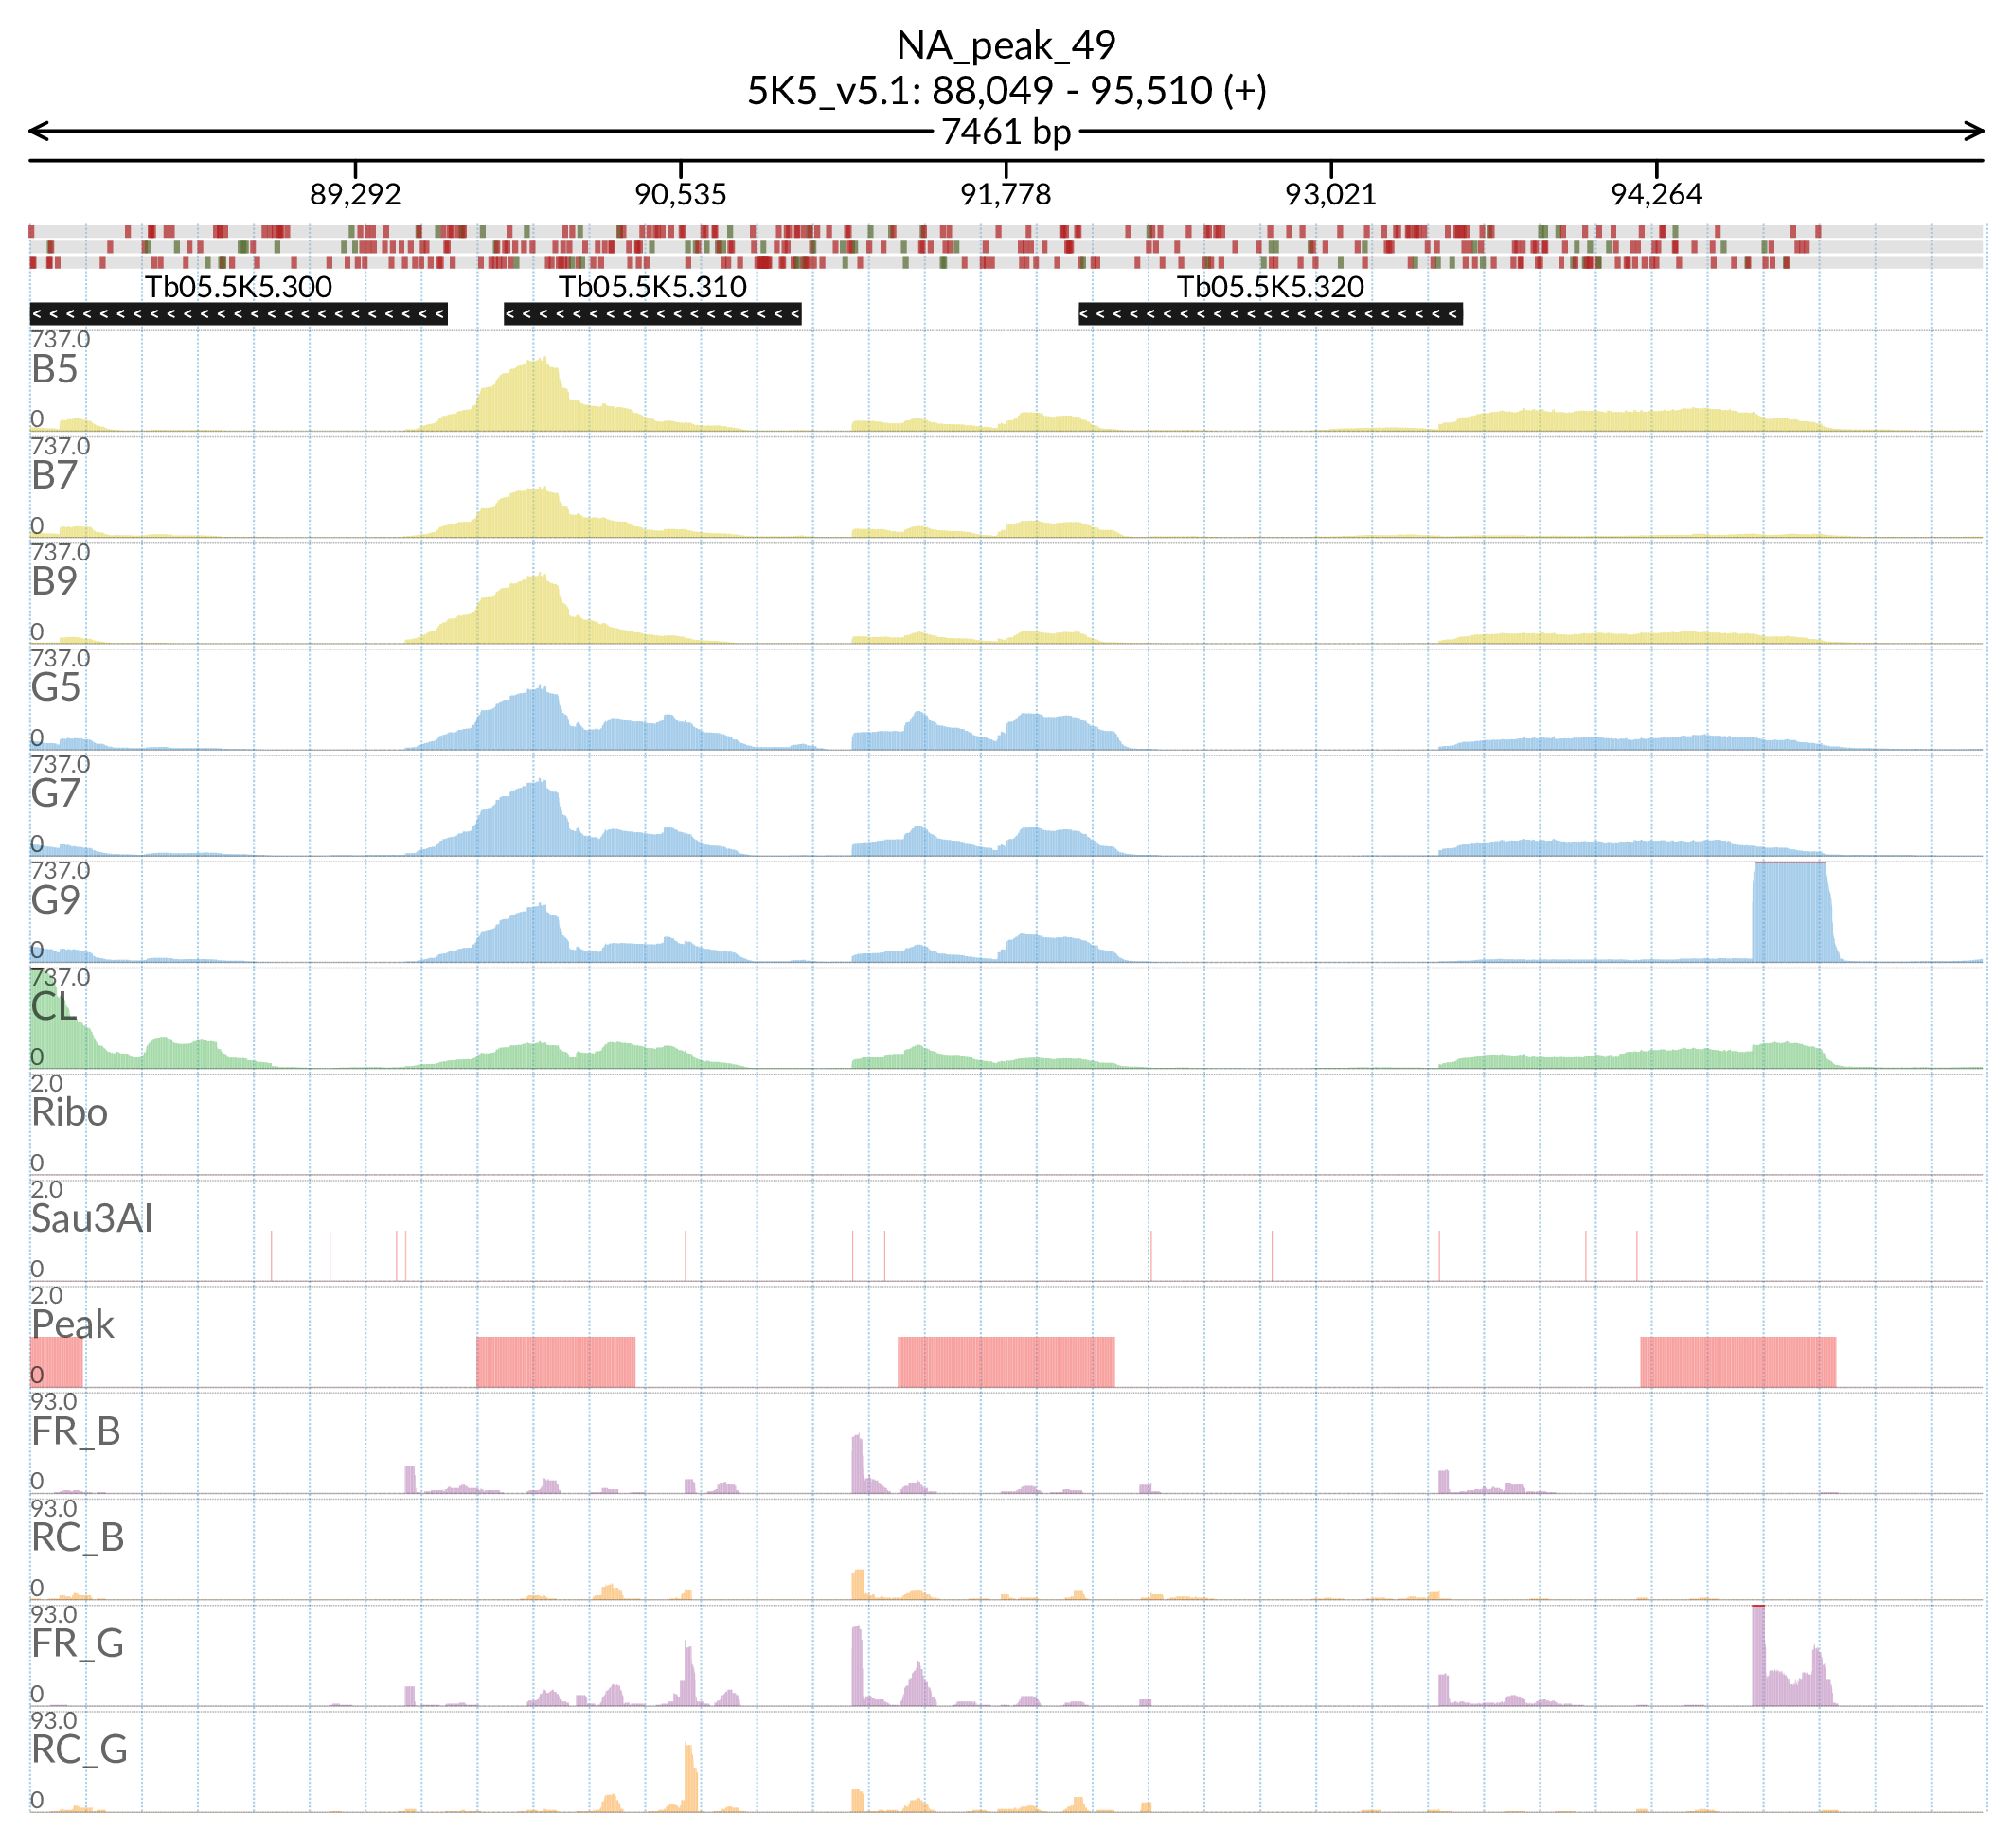 NA_peak_49
5K5_v5.1: 88,049 - 95,510 (+)
7461 bp
89,292 90,535 91,778 93,021 94,264
Tb05.5K5.300 Tb05.5K5.310 Tb05.5K5.320
737.0
B5
0
737.0
B7
0
737.0
B9
0
737.0
G5
0
737.0
G7
0
737.0
G9
0
737.0
CL
0
2.0
Ribo
0
2.0
Sau3AI
0
2.0
Peak
0
93.0
FR_B
0
93.0
RC_B
0
93.0
FR_G
0
93.0
RC_G
0